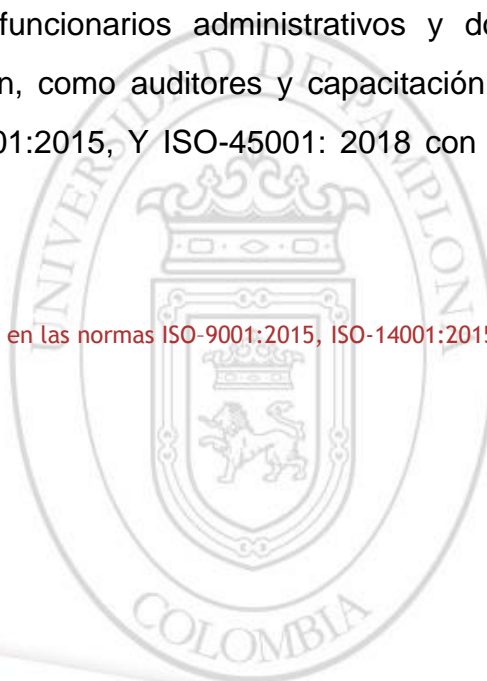 funcionarios administrativos y do
n, como auditores y capacitación
01:2015, Y ISO-45001: 2018 con
en las normas ISO-9001:2015, ISO-14001:2015
UNIVERSIDAD DE PAMPLONA
COLOMBIA